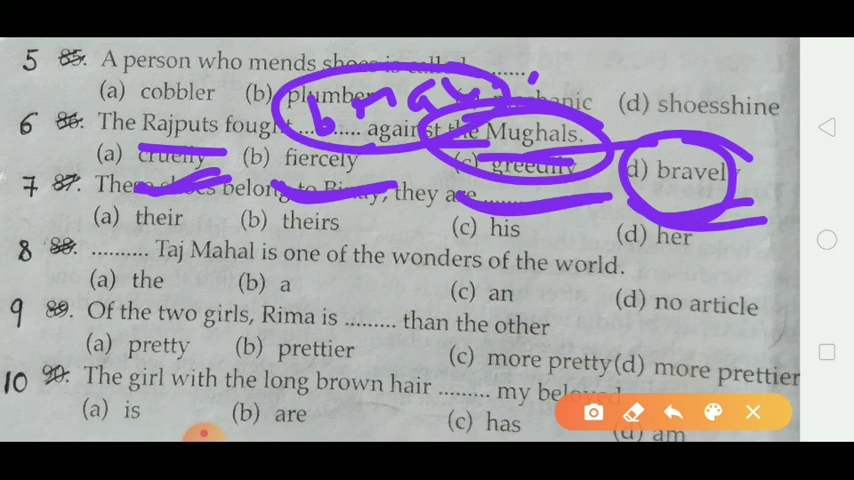 5 85. A person who mends shoes is called ..........
(a) cobbler (b) plumber (c) mechanic (d) shoesshine
6 86. The Rajputs fought .......... against the Mughals.
(a) cruelly (b) fiercely (c) greedily (d) bravely
7 87. These shoes belong to Bindy, they are ..........
(a) their (b) theirs (c) his (d) her
8 88. .......... Taj Mahal is one of the wonders of the world.
(a) the (b) a (c) an (d) no article
9 89. Of the two girls, Rima is ......... than the other
(a) pretty (b) prettier (c) more pretty (d) more prettier
10 90. The girl with the long brown hair ......... my beloved.
(a) is (b) are (c) has (d) am